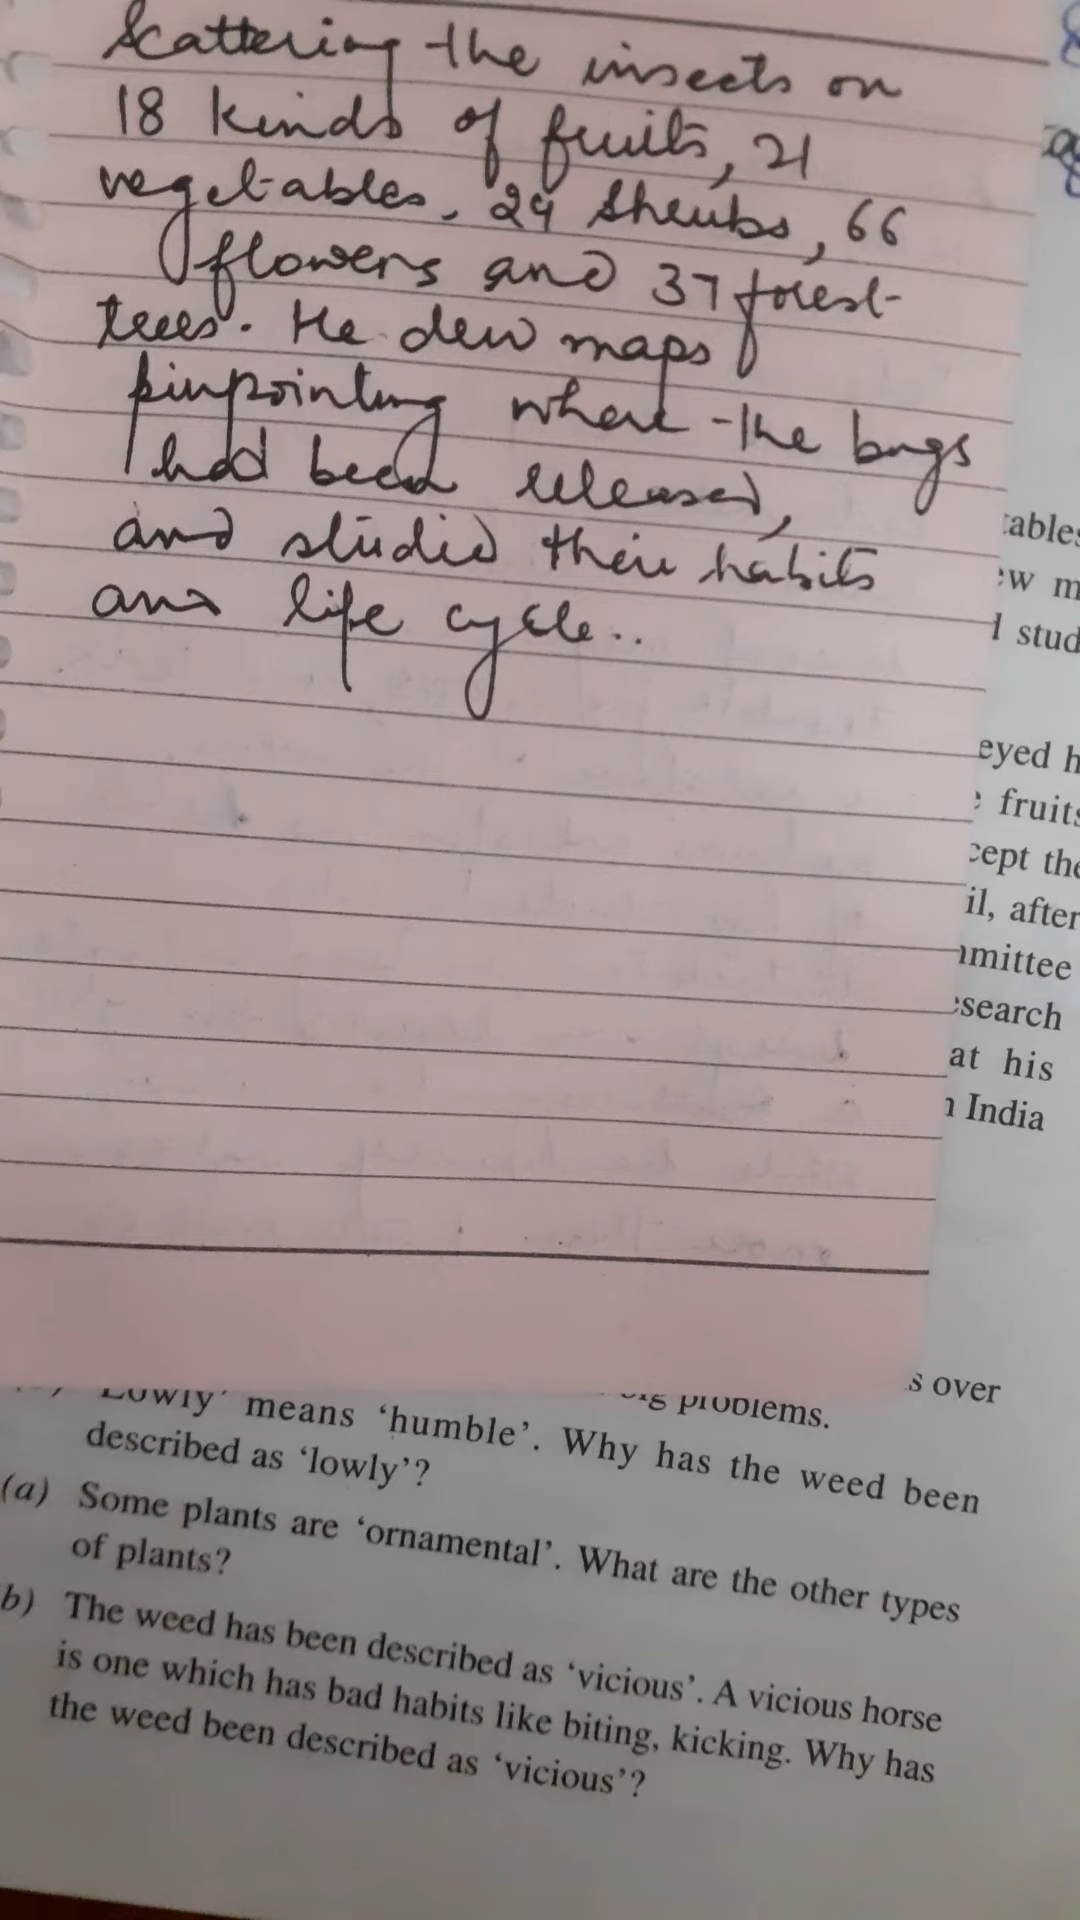 Scattering the insects on
18 kinds of fruits, 21
vegetables, 29 shrubs, 66
flowers and 37 forest-
trees. He drew maps
pinpointing where the bugs
had been released,
and studied their habits
and life cycle..
tables
ew m
d stud
eyed h
e fruits
cept the
il, after
mmittee
esearch
at his
n India
s over
big problems.
'Lowly' means 'humble'. Why has the weed been
described as 'lowly'?
(a) Some plants are 'ornamental'. What are the other types
of plants?
b) The weed has been described as 'vicious'. A vicious horse
is one which has bad habits like biting, kicking. Why has
the weed been described as 'vicious'?